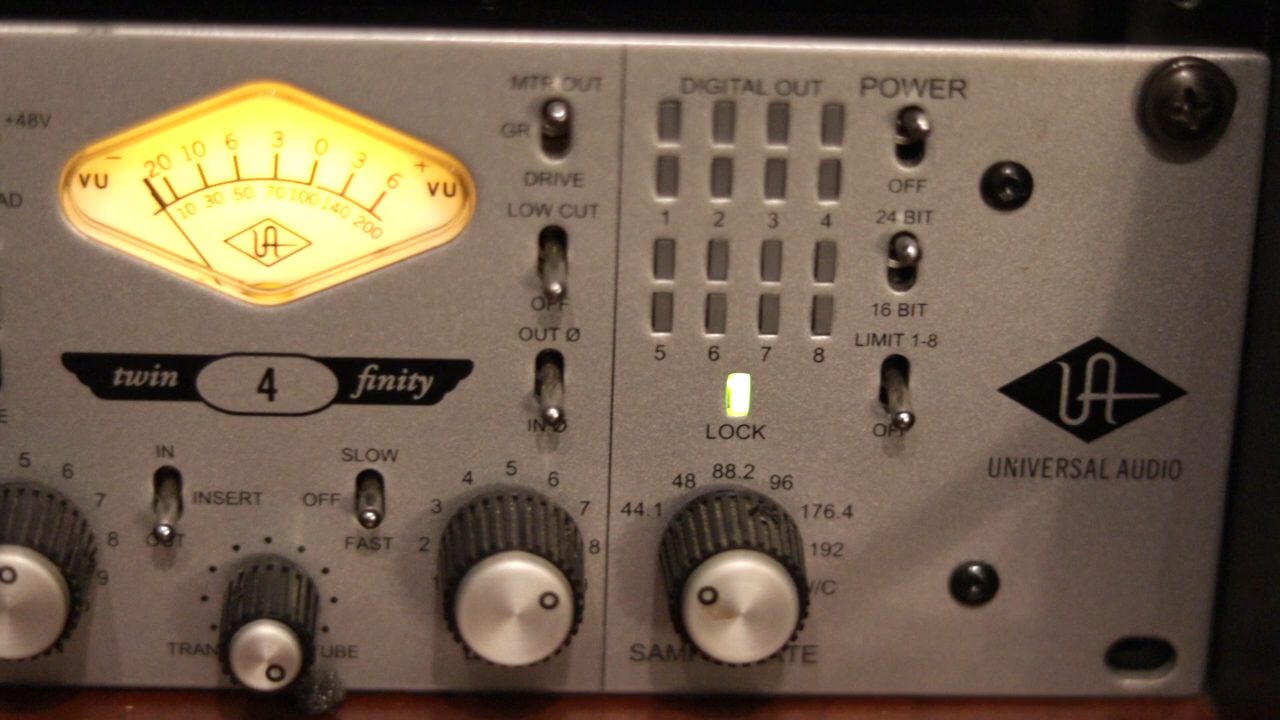 +48V
VU
20 10 6 3 0 3 6
VU
10 30 50 70 100 140 200
UA
MTR OUT
GR
DRIVE
LOW CUT
OFF
OUT Ø
IN Ø
twin 4 finity
5 6 7 8 9
IN
INSERT
OUT
SLOW
OFF
FAST
2 3 4 5 6 7 8
DIGITAL OUT
1 2 3 4
5 6 7 8
LOCK
44.1 48 88.2 96 176.4 192
POWER
OFF
24 BIT
16 BIT
LIMIT 1-8
OFF
UA
UNIVERSAL AUDIO